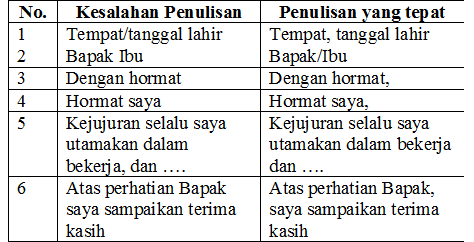 No. Kesalahan Penulisan Penulisan yang tepat
1 Tempat/tanggal lahir Tempat, tanggal lahir
2 Bapak Ibu Bapak/Ibu
3 Dengan hormat Dengan hormat,
4 Hormat saya Hormat saya,
5 Kejujuran selalu saya Kejujuran selalu saya
utamakan dalam utamakan dalam bekerja
bekerja, dan …. dan ….
6 Atas perhatian Bapak Atas perhatian Bapak,
saya sampaikan terima saya sampaikan terima
kasih kasih